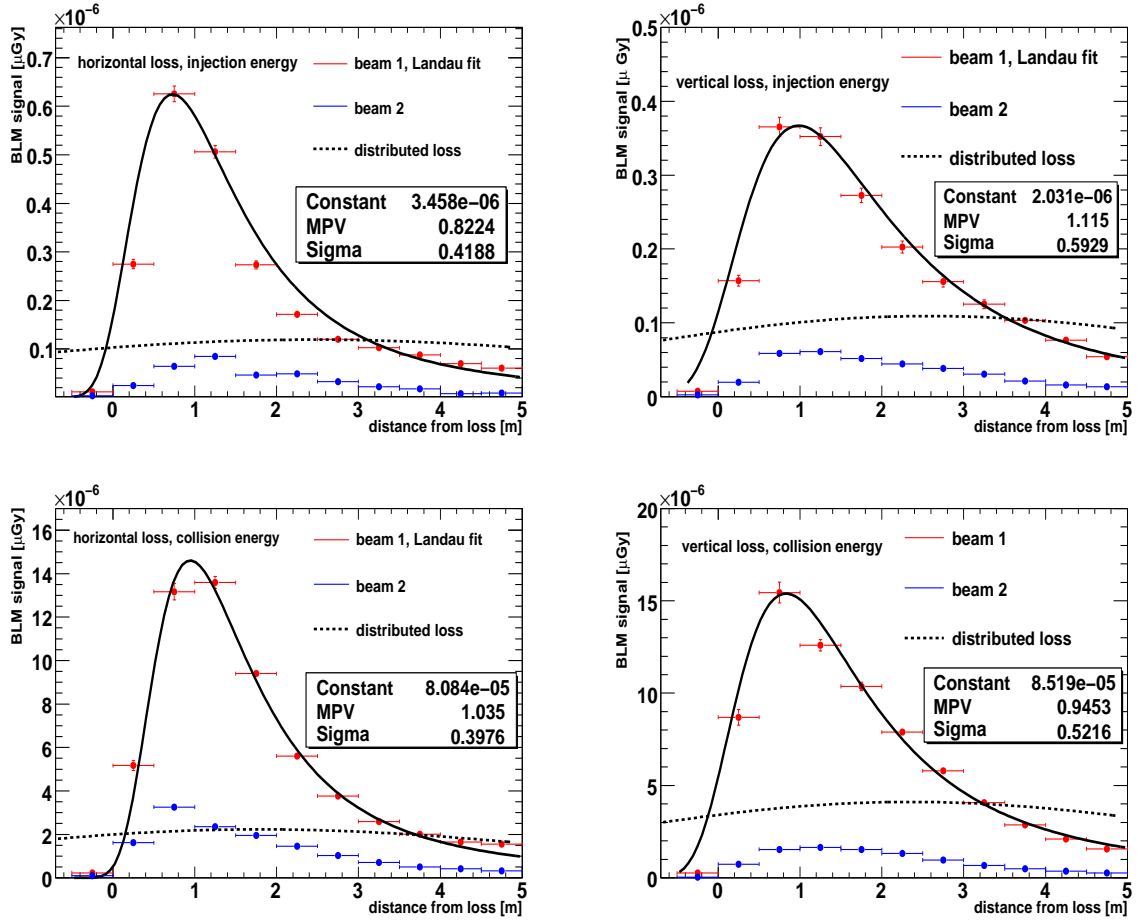 ×10⁻⁶
BLM signal [μGy]
horizontal loss, injection energy
beam 1, Landau fit
beam 2
distributed loss
Constant 3.458e−06
MPV 0.8224
Sigma 0.4188
0.7
0.6
0.5
0.4
0.3
0.2
0.1
0 1 2 3 4 5
distance from loss [m]
×10⁻⁶
BLM signal [μ Gy]
vertical loss, injection energy
beam 1, Landau fit
beam 2
distributed loss
Constant 2.031e−06
MPV 1.115
Sigma 0.5929
0.5
0.4
0.3
0.2
0.1
0
0 1 2 3 4 5
distance from loss [m]
×10⁻⁶
BLM signal [μGy]
horizontal loss, collision energy
beam 1, Landau fit
beam 2
distributed loss
Constant 8.084e−05
MPV 1.035
Sigma 0.3976
16
14
12
10
8
6
4
2
0
0 1 2 3 4 5
distance from loss [m]
×10⁻⁶
BLM signal [μGy]
vertical loss, collision energy
beam 1
beam 2
distributed loss
Constant 8.519e−05
MPV 0.9453
Sigma 0.5216
20
15
10
5
0
0 1 2 3 4 5
distance from loss [m]